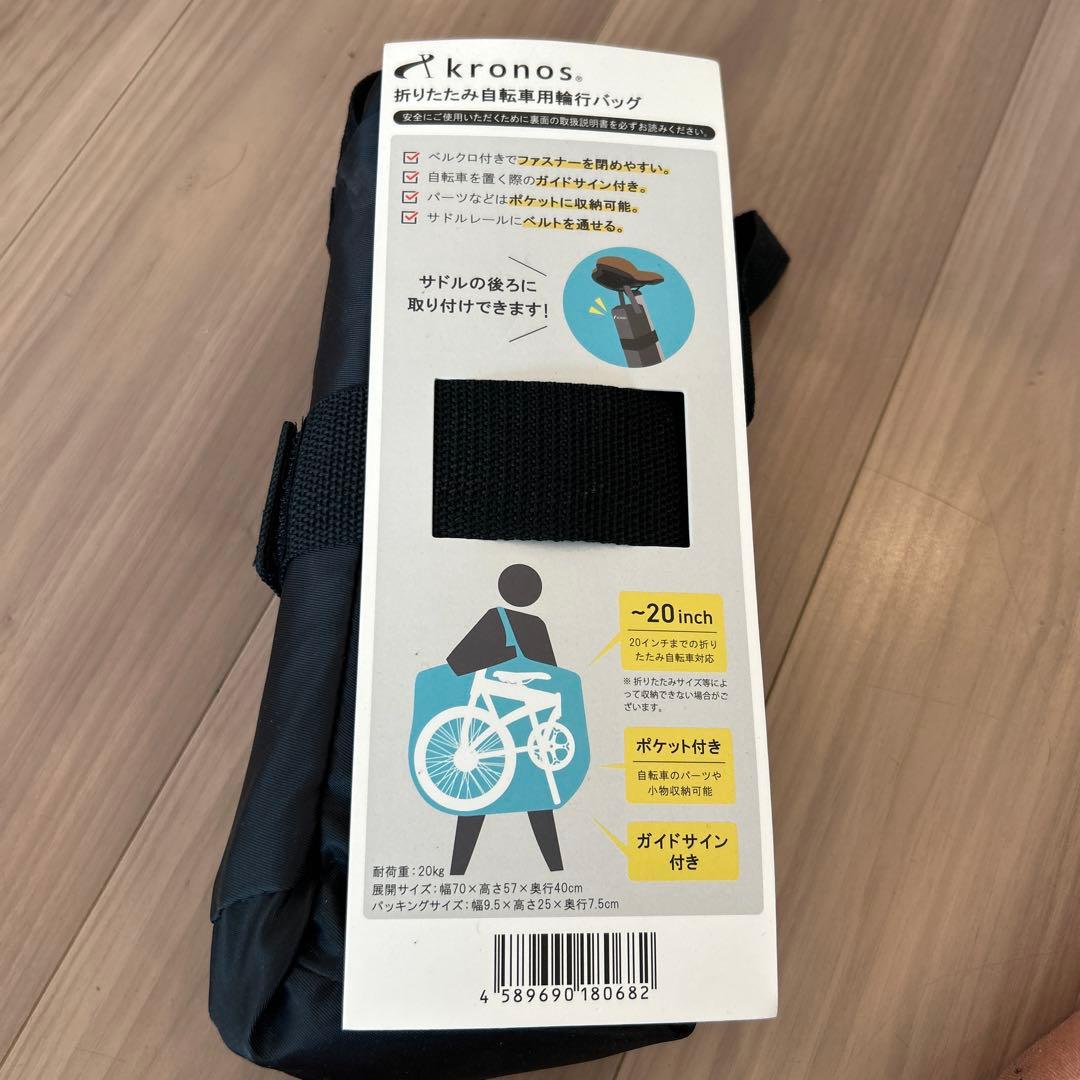 kronos®
折りたたみ自転車用輪行バッグ
安全にご使用いただくために裏面の取扱説明書を必ずお読みください。
ベルクロ付きでファスナーを閉めやすい。
自転車を置く際のガイドサイン付き。
パーツなどはポケットに収納可能。
サドルレールにベルトを通せる。
サドルの後ろに
取り付けできます!
~20inch
20インチまでの折り
たたみ自転車対応
※折りたたみサイズ等によ
って収納できない場合がご
ざいます。
ポケット付き
自転車のパーツや
小物収納可能
ガイドサイン
付き
耐荷重:20kg
展開サイズ:幅70×高さ57×奥行40cm
パッキングサイズ:幅9.5×高さ25×奥行7.5cm
4 589690 180682